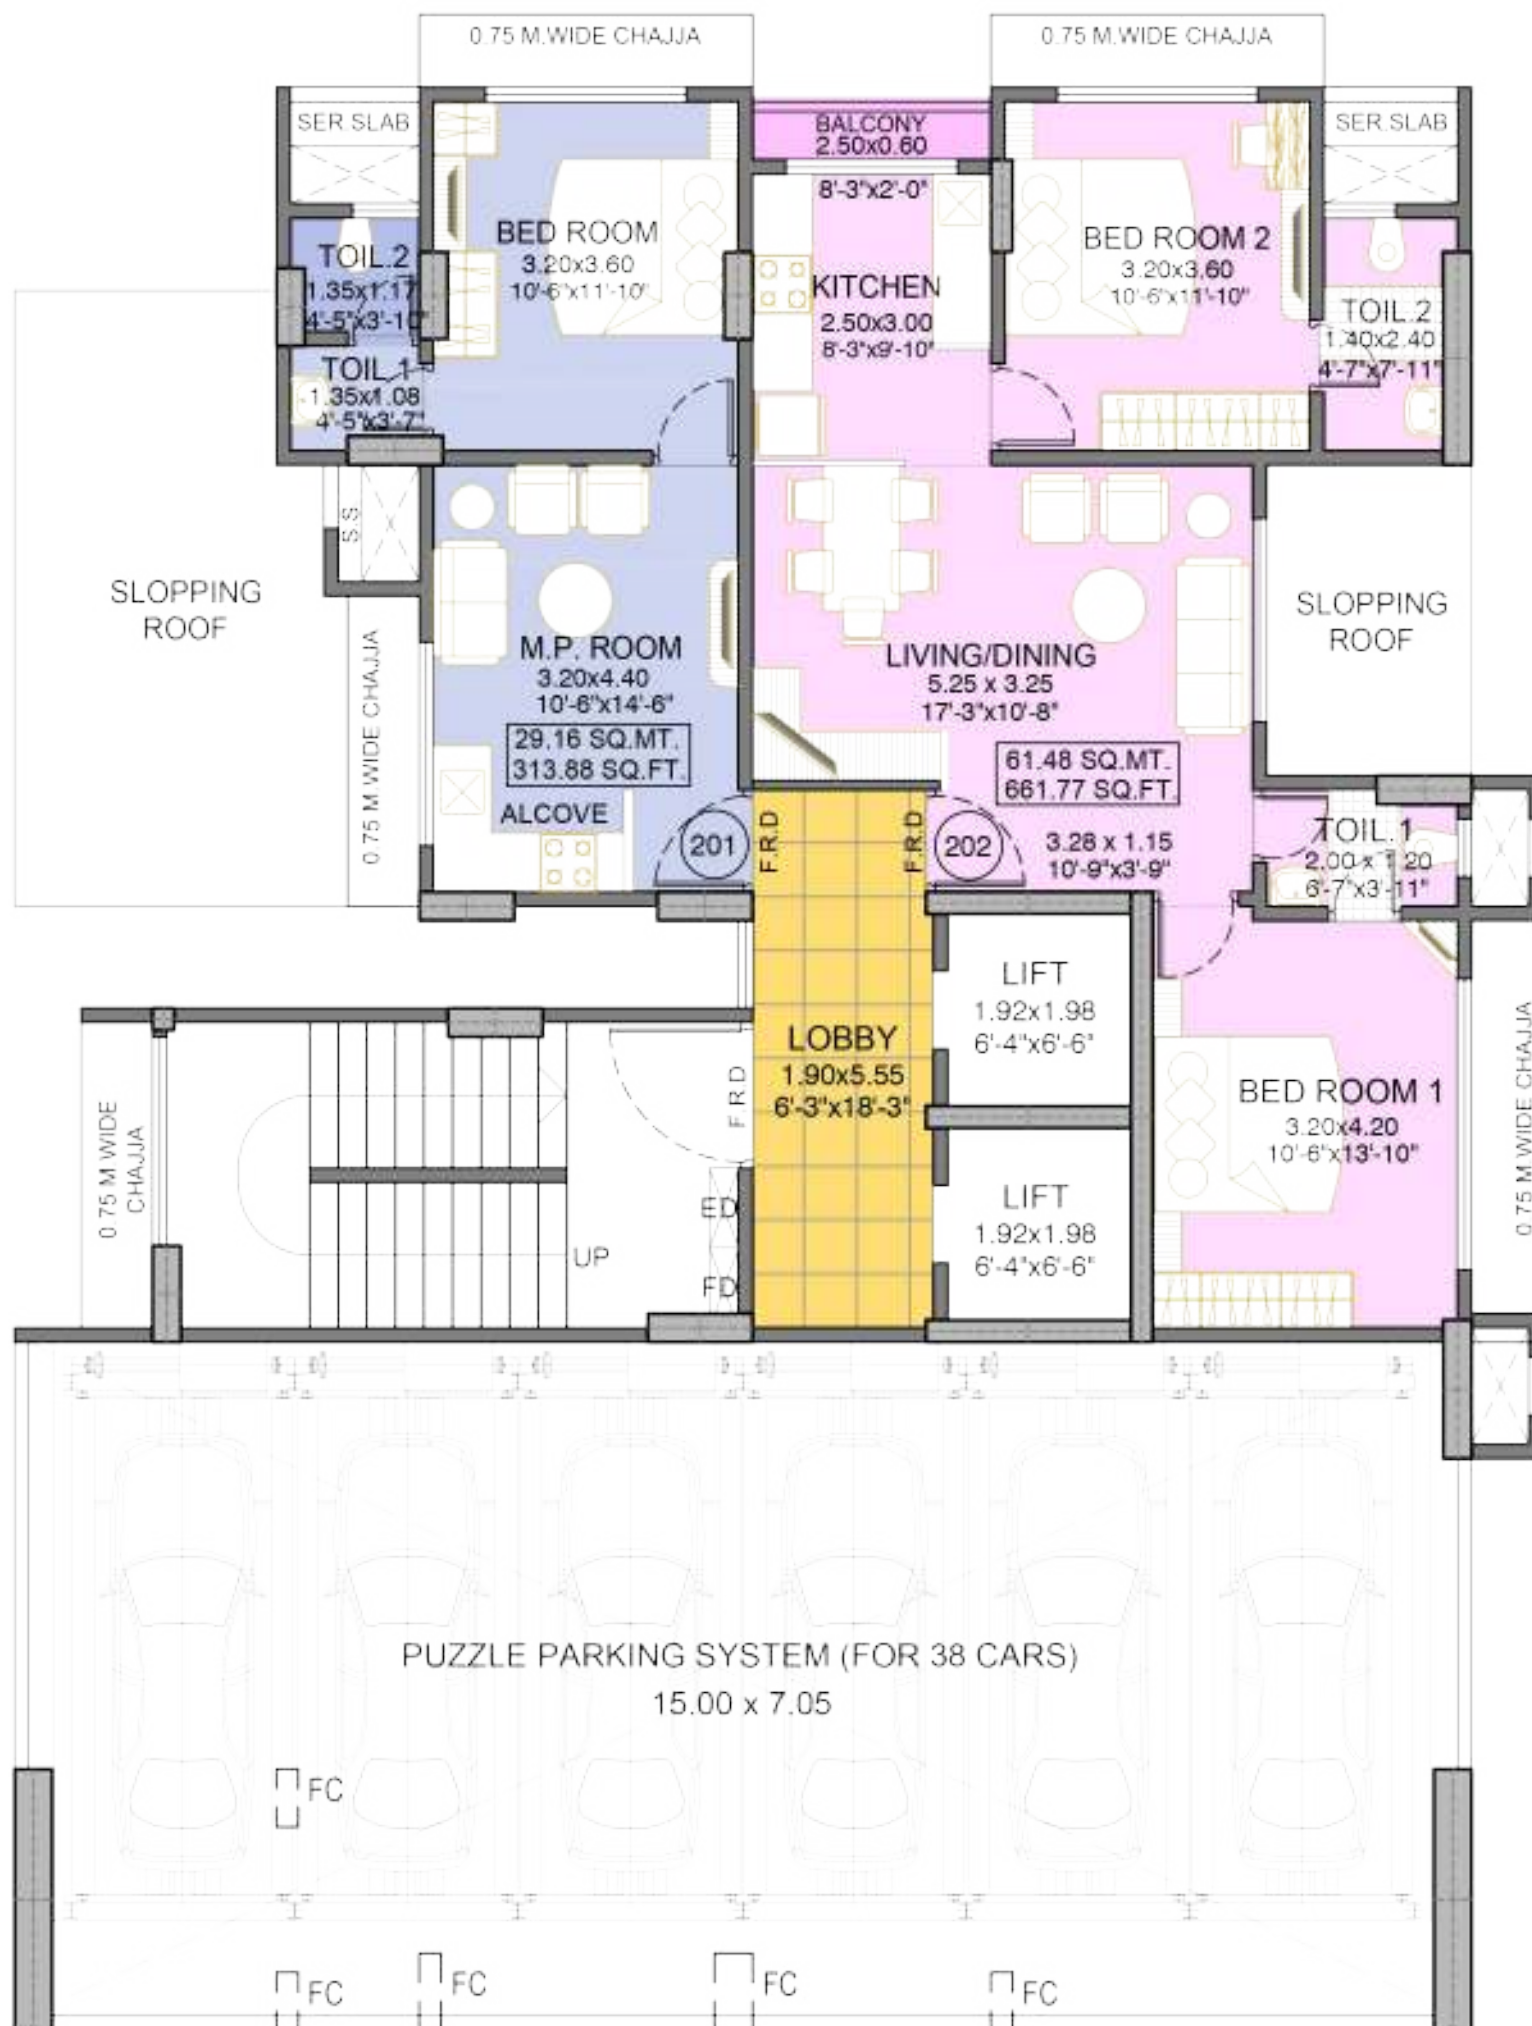 0.75 M.WIDE CHAJJA
0.75 M.WIDE CHAJJA
SER.SLAB
BALCONY
2.50x0.60
8'-3"x2'-0"
SER.SLAB
BED ROOM
3.20x3.60
10'-6"x11'-10"
TOIL.2
1.35x1.17
4'-5"x3'-10"
TOIL.1
1.35x1.08
4'-5"x3'-7"
KITCHEN
2.50x3.00
8'-3"x9'-10"
BED ROOM 2
3.20x3.60
10'-6"x11'-10"
TOIL.2
1.40x2.40
4'-7"x7'-11"
S.S
SLOPPING
ROOF
0.75 M WIDE CHAJJA
M.P. ROOM
3.20x4.40
10'-6"x14'-6"
29.16 SQ.MT.
313.88 SQ.FT.
ALCOVE
201
F.R.D
LIVING/DINING
5.25 x 3.25
17'-3"x10'-8"
61.48 SQ.MT.
661.77 SQ.FT.
SLOPPING
ROOF
F.R.D
202
3.28 x 1.15
10'-9"x3'-9"
TOIL.1
2.00 x 1.20
6'-7"x3'-11"
LIFT
1.92x1.98
6'-4"x6'-6"
LOBBY
1.90x5.55
6'-3"x18'-3"
F.R.D
BED ROOM 1
3.20x4.20
10'-6"x13'-10"
0.75 M WIDE CHAJJA
0.75 M WIDE
CHAJJA
LIFT
1.92x1.98
6'-4"x6'-6"
ED
UP
FD
PUZZLE PARKING SYSTEM (FOR 38 CARS)
15.00 x 7.05
FC
FC
FC
FC
FC